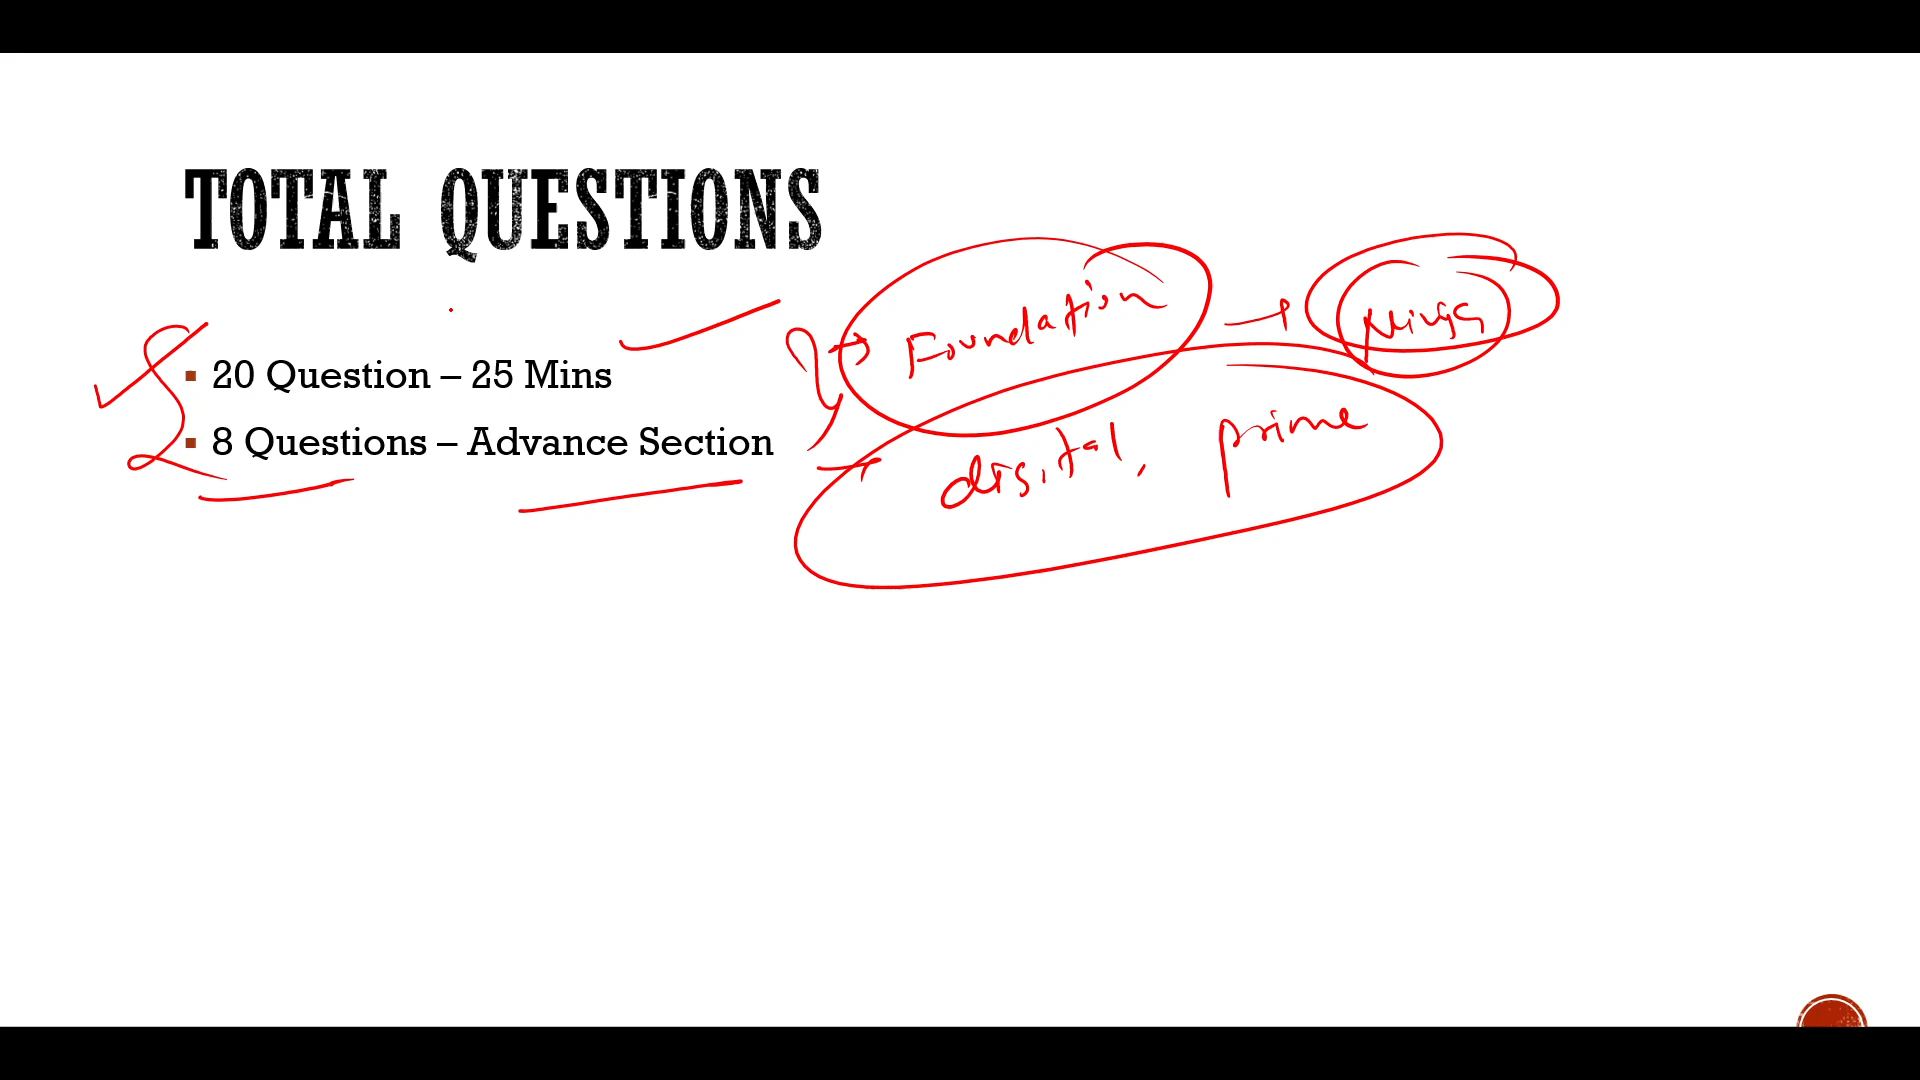 TOTAL QUESTIONS
20 Question – 25 Mins
8 Questions – Advance Section
Foundation
Ninja
digital, prime